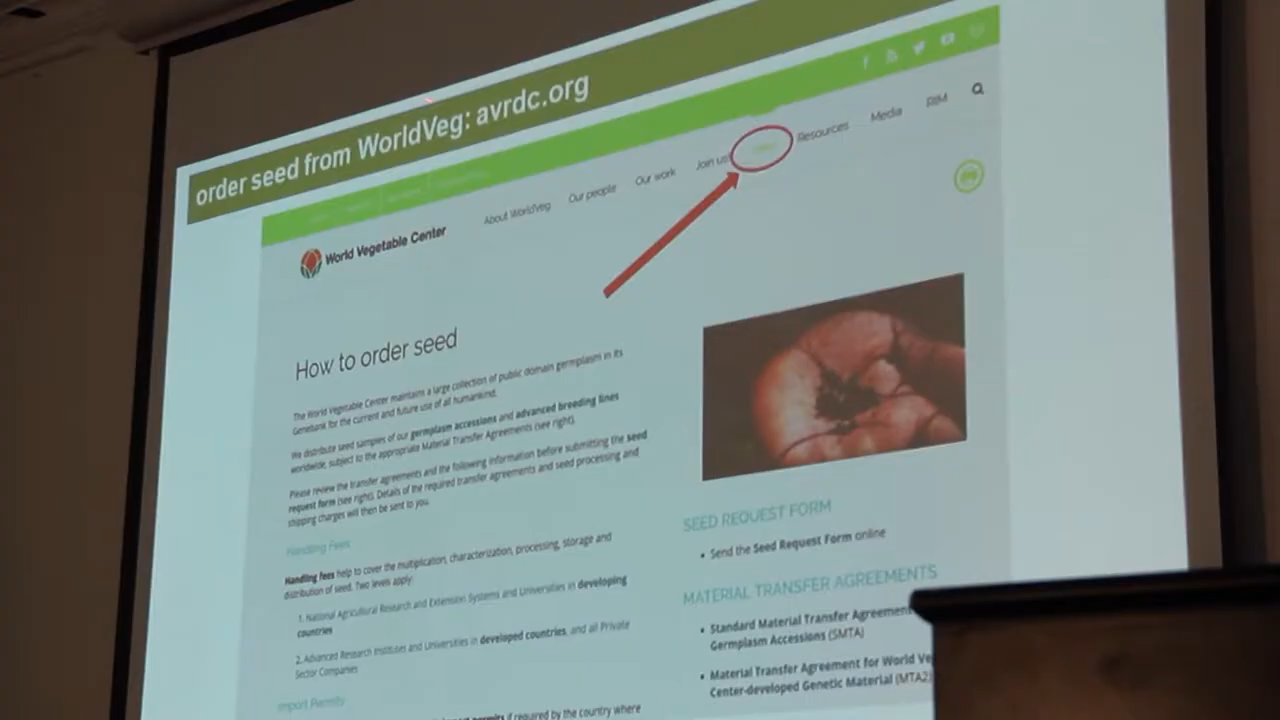 order seed from WorldVeg: avrdc.org
World Vegetable Center
About WorldVeg
Our people
Our work
Join us
Resources
Media
How to order seed
The World Vegetable Center maintains a large collection of public domain germplasm in its
Genebank for the current and future use of all humankind.
We distribute seed samples of our germplasm accessions and advanced breeding lines
worldwide, subject to the appropriate Material Transfer Agreements (see right).
Please review the transfer agreements and the following information before submitting the seed
request form (see right). Details of the required transfer agreements and seed processing and
shipping charges will then be sent to you.
Handling Fees
Handling fees help to cover the multiplication, characterization, processing, storage and
distribution of seed. Two levels apply:
1. National Agricultural Research and Extension Systems and Universities in developing
countries
2. Advanced Research Institutes and Universities in developed countries, and all Private
Sector Companies
Import Permits
permits if required by the country where
SEED REQUEST FORM
• Send the Seed Request Form online
MATERIAL TRANSFER AGREEMENTS
• Standard Material Transfer Agreement
Germplasm Accessions (SMTA)
• Material Transfer Agreement for World Ve
Center-developed Genetic Material (MTA2)